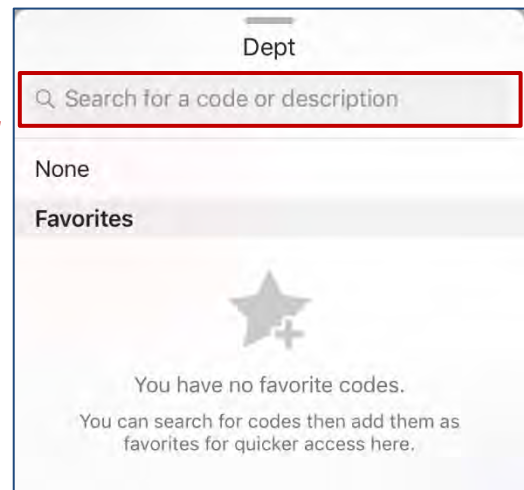 Dept
Search for a code or description
None
Favorites
You have no favorite codes.
You can search for codes then add them as
favorites for quicker access here.